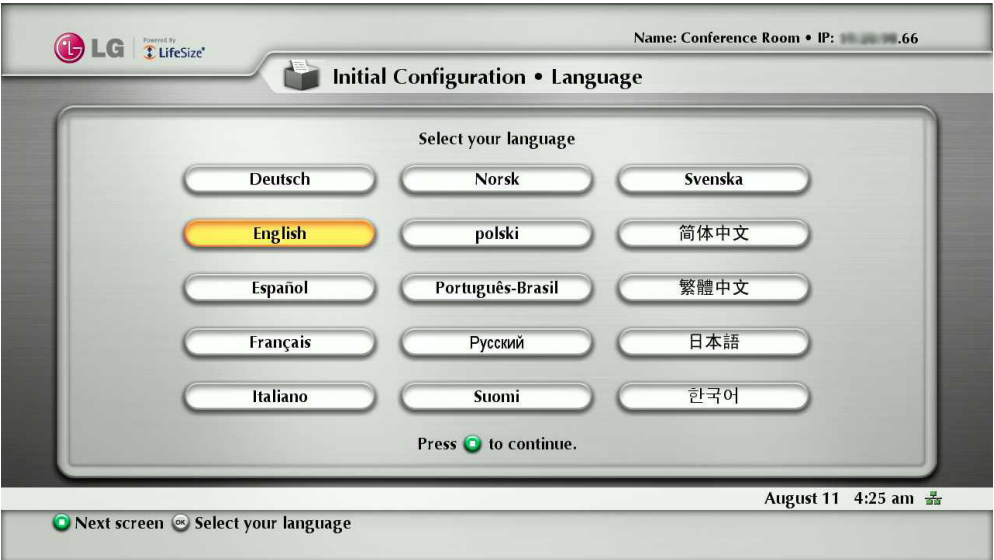 LG Powered By LifeSize
Name: Conference Room • IP: .66
Initial Configuration • Language
Select your language
Deutsch Norsk Svenska
English polski 简体中文
Español Português-Brasil 繁體中文
Français Русский 日本語
Italiano Suomi 한국어
Press to continue.
August 11 4:25 am
Next screen OK Select your language